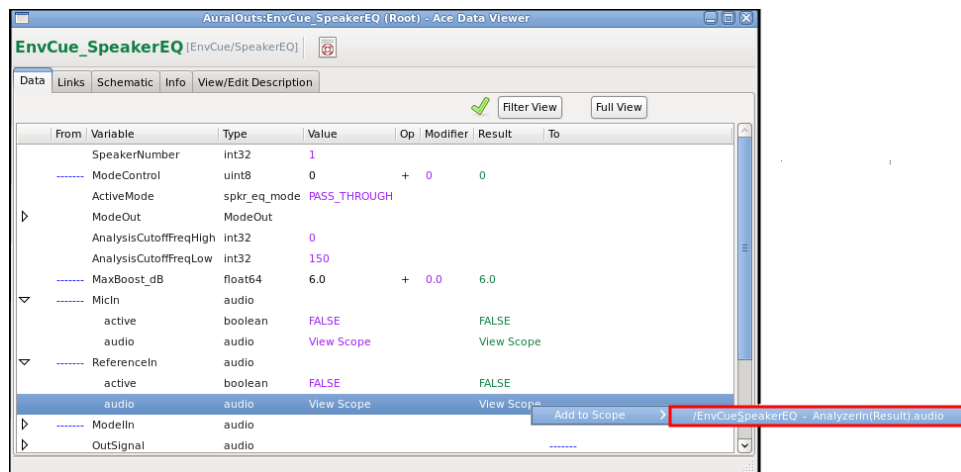 AuralOuts:EnvCue_SpeakerEQ (Root) - Ace Data Viewer
EnvCue_SpeakerEQ [EnvCue/SpeakerEQ]
Data Links Schematic Info View/Edit Description
Filter View Full View
From Variable Type Value Op Modifier Result To
SpeakerNumber int32 1
------- ModeControl uint8 0 + 0 0
ActiveMode spkr_eq_mode PASS_THROUGH
ModeOut ModeOut
AnalysisCutoffFreqHigh int32 0
AnalysisCutoffFreqLow int32 150
------- MaxBoost_dB float64 6.0 + 0.0 6.0
------- MicIn audio
active boolean FALSE FALSE
audio audio View Scope View Scope
------- ReferenceIn audio
active boolean FALSE FALSE
audio audio View Scope View Scope
Add to Scope /EnvCueSpeakerEQ - AnalyzerIn(Result).audio
------- ModelIn audio
OutSignal audio -------